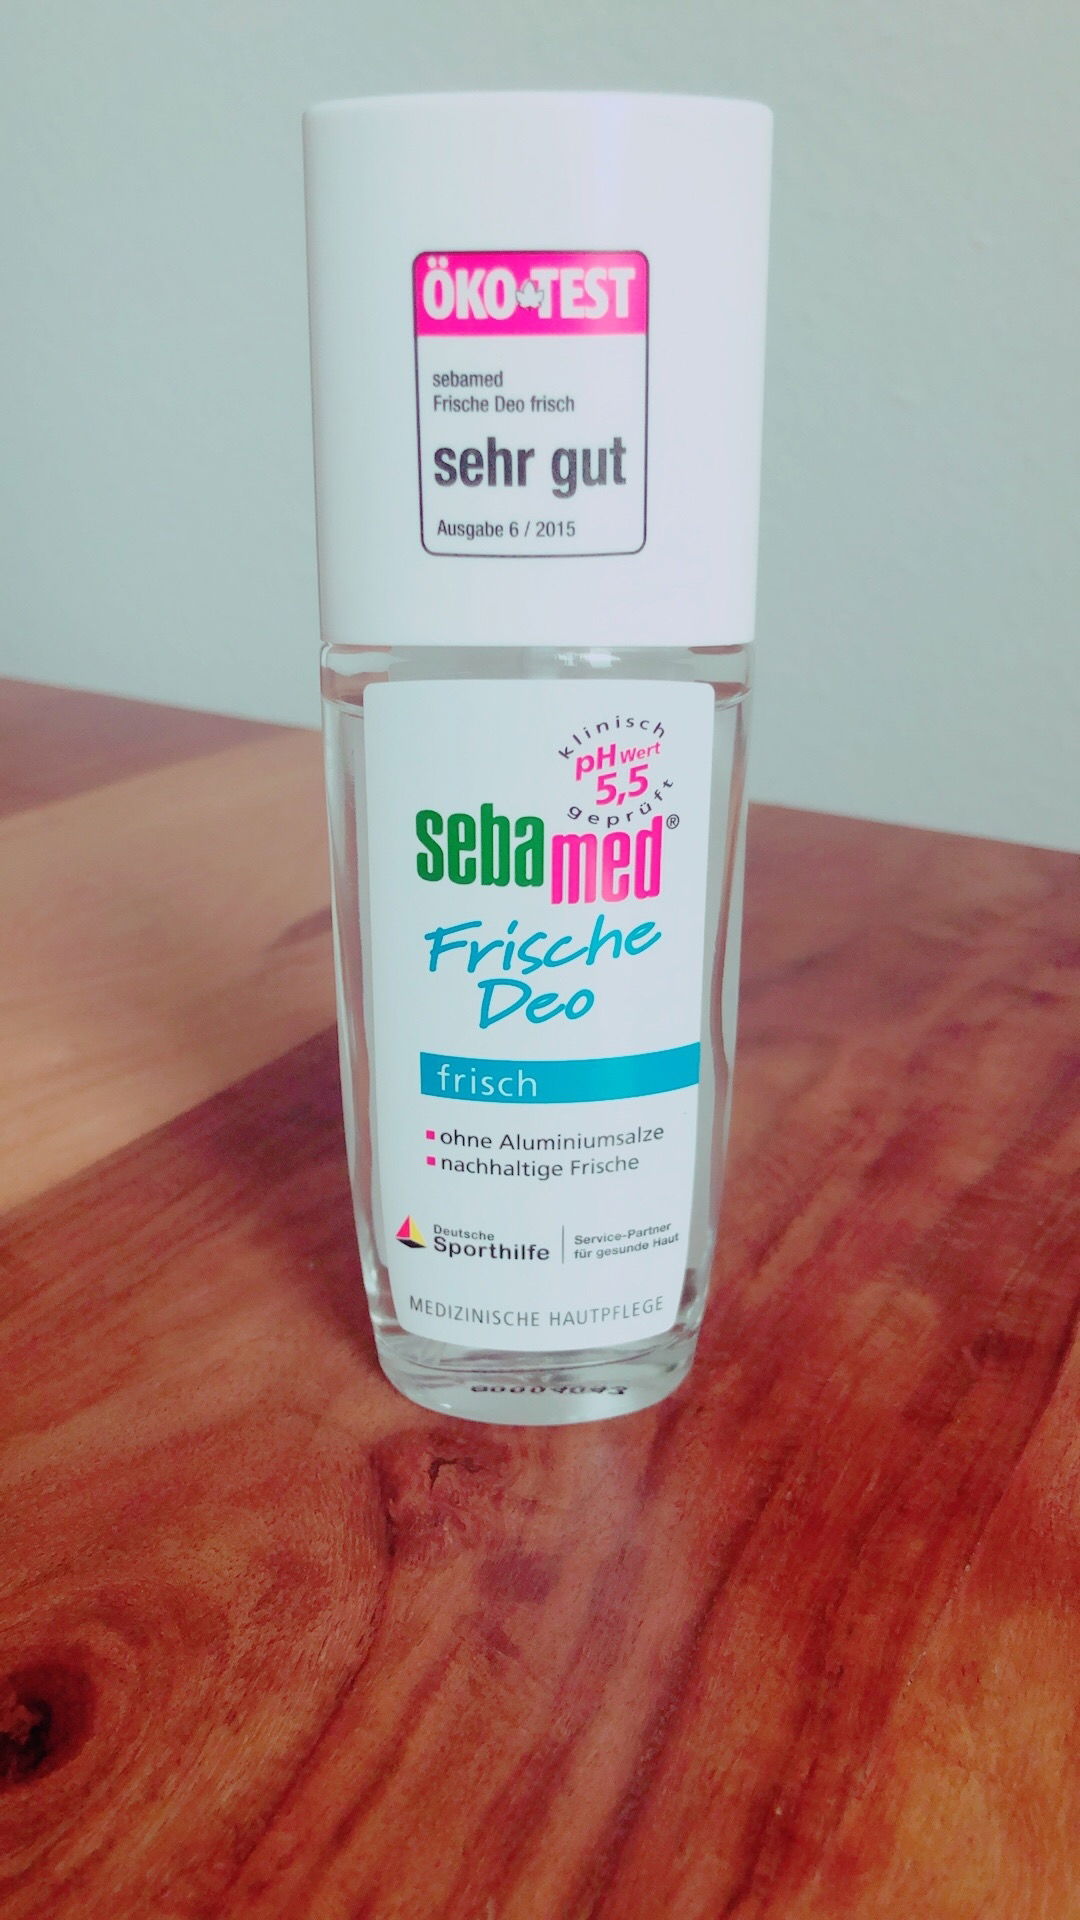 ÖKO TEST
sebamed
Frische Deo frisch
sehr gut
Ausgabe 6 / 2015
klinisch
pH Wert
5,5
geprüft
sebamed®
Frische
Deo
frisch
ohne Aluminiumsalze
nachhaltige Frische
Deutsche
Sporthilfe
Service-Partner
für gesunde Haut
MEDIZINISCHE HAUTPFLEGE